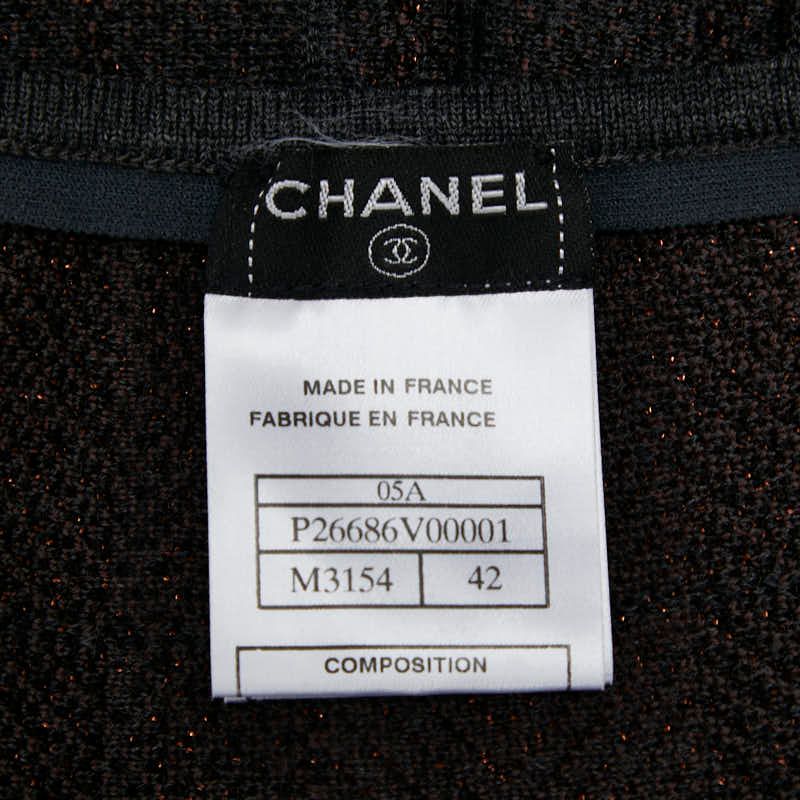 CHANEL
MADE IN FRANCE
FABRIQUE EN FRANCE
05A
P26686V00001
M3154 42
COMPOSITION